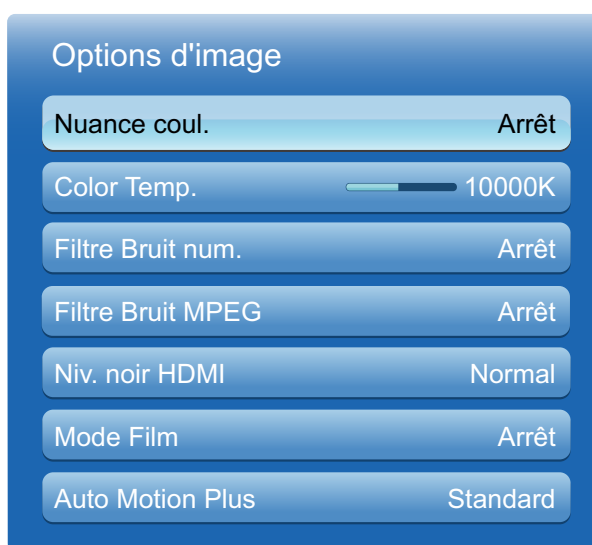 Options d'image
Nuance coul. Arrêt
Color Temp. 10000K
Filtre Bruit num. Arrêt
Filtre Bruit MPEG Arrêt
Niv. noir HDMI Normal
Mode Film Arrêt
Auto Motion Plus Standard